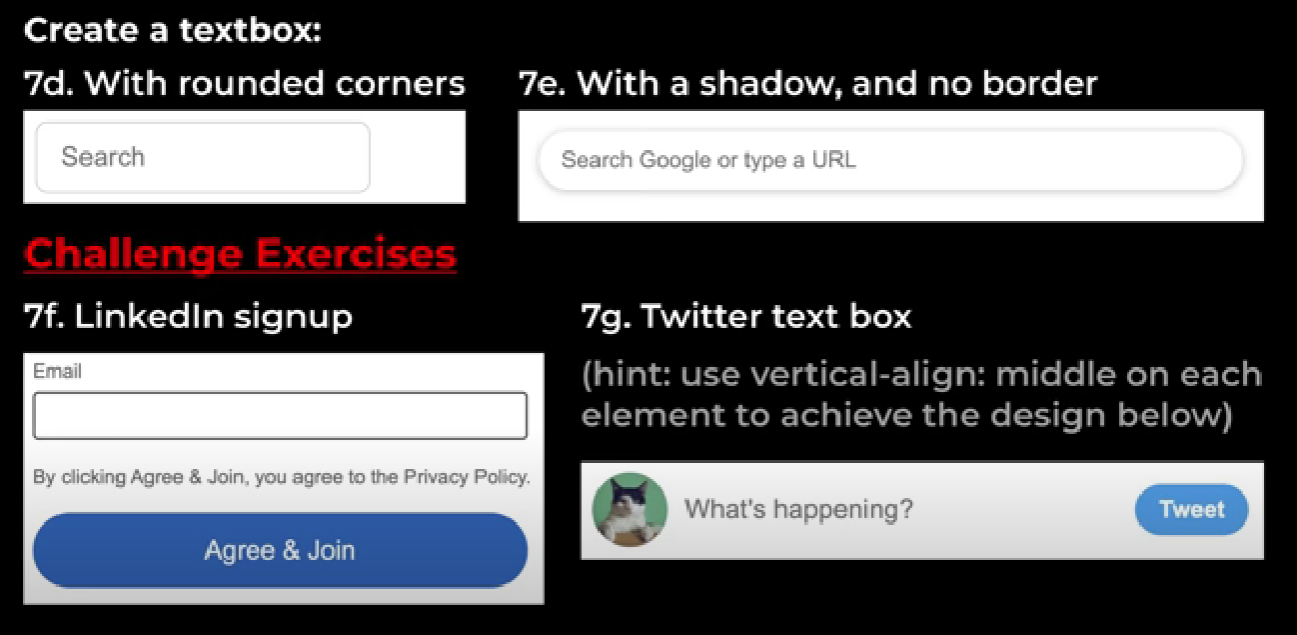 Create a textbox:
7d. With rounded corners
Search
7e. With a shadow, and no border
Search Google or type a URL
Challenge Exercises
7f. LinkedIn signup
Email
By clicking Agree & Join, you agree to the Privacy Policy.
Agree & Join
7g. Twitter text box
(hint: use vertical-align: middle on each
element to achieve the design below)
What's happening?
Tweet